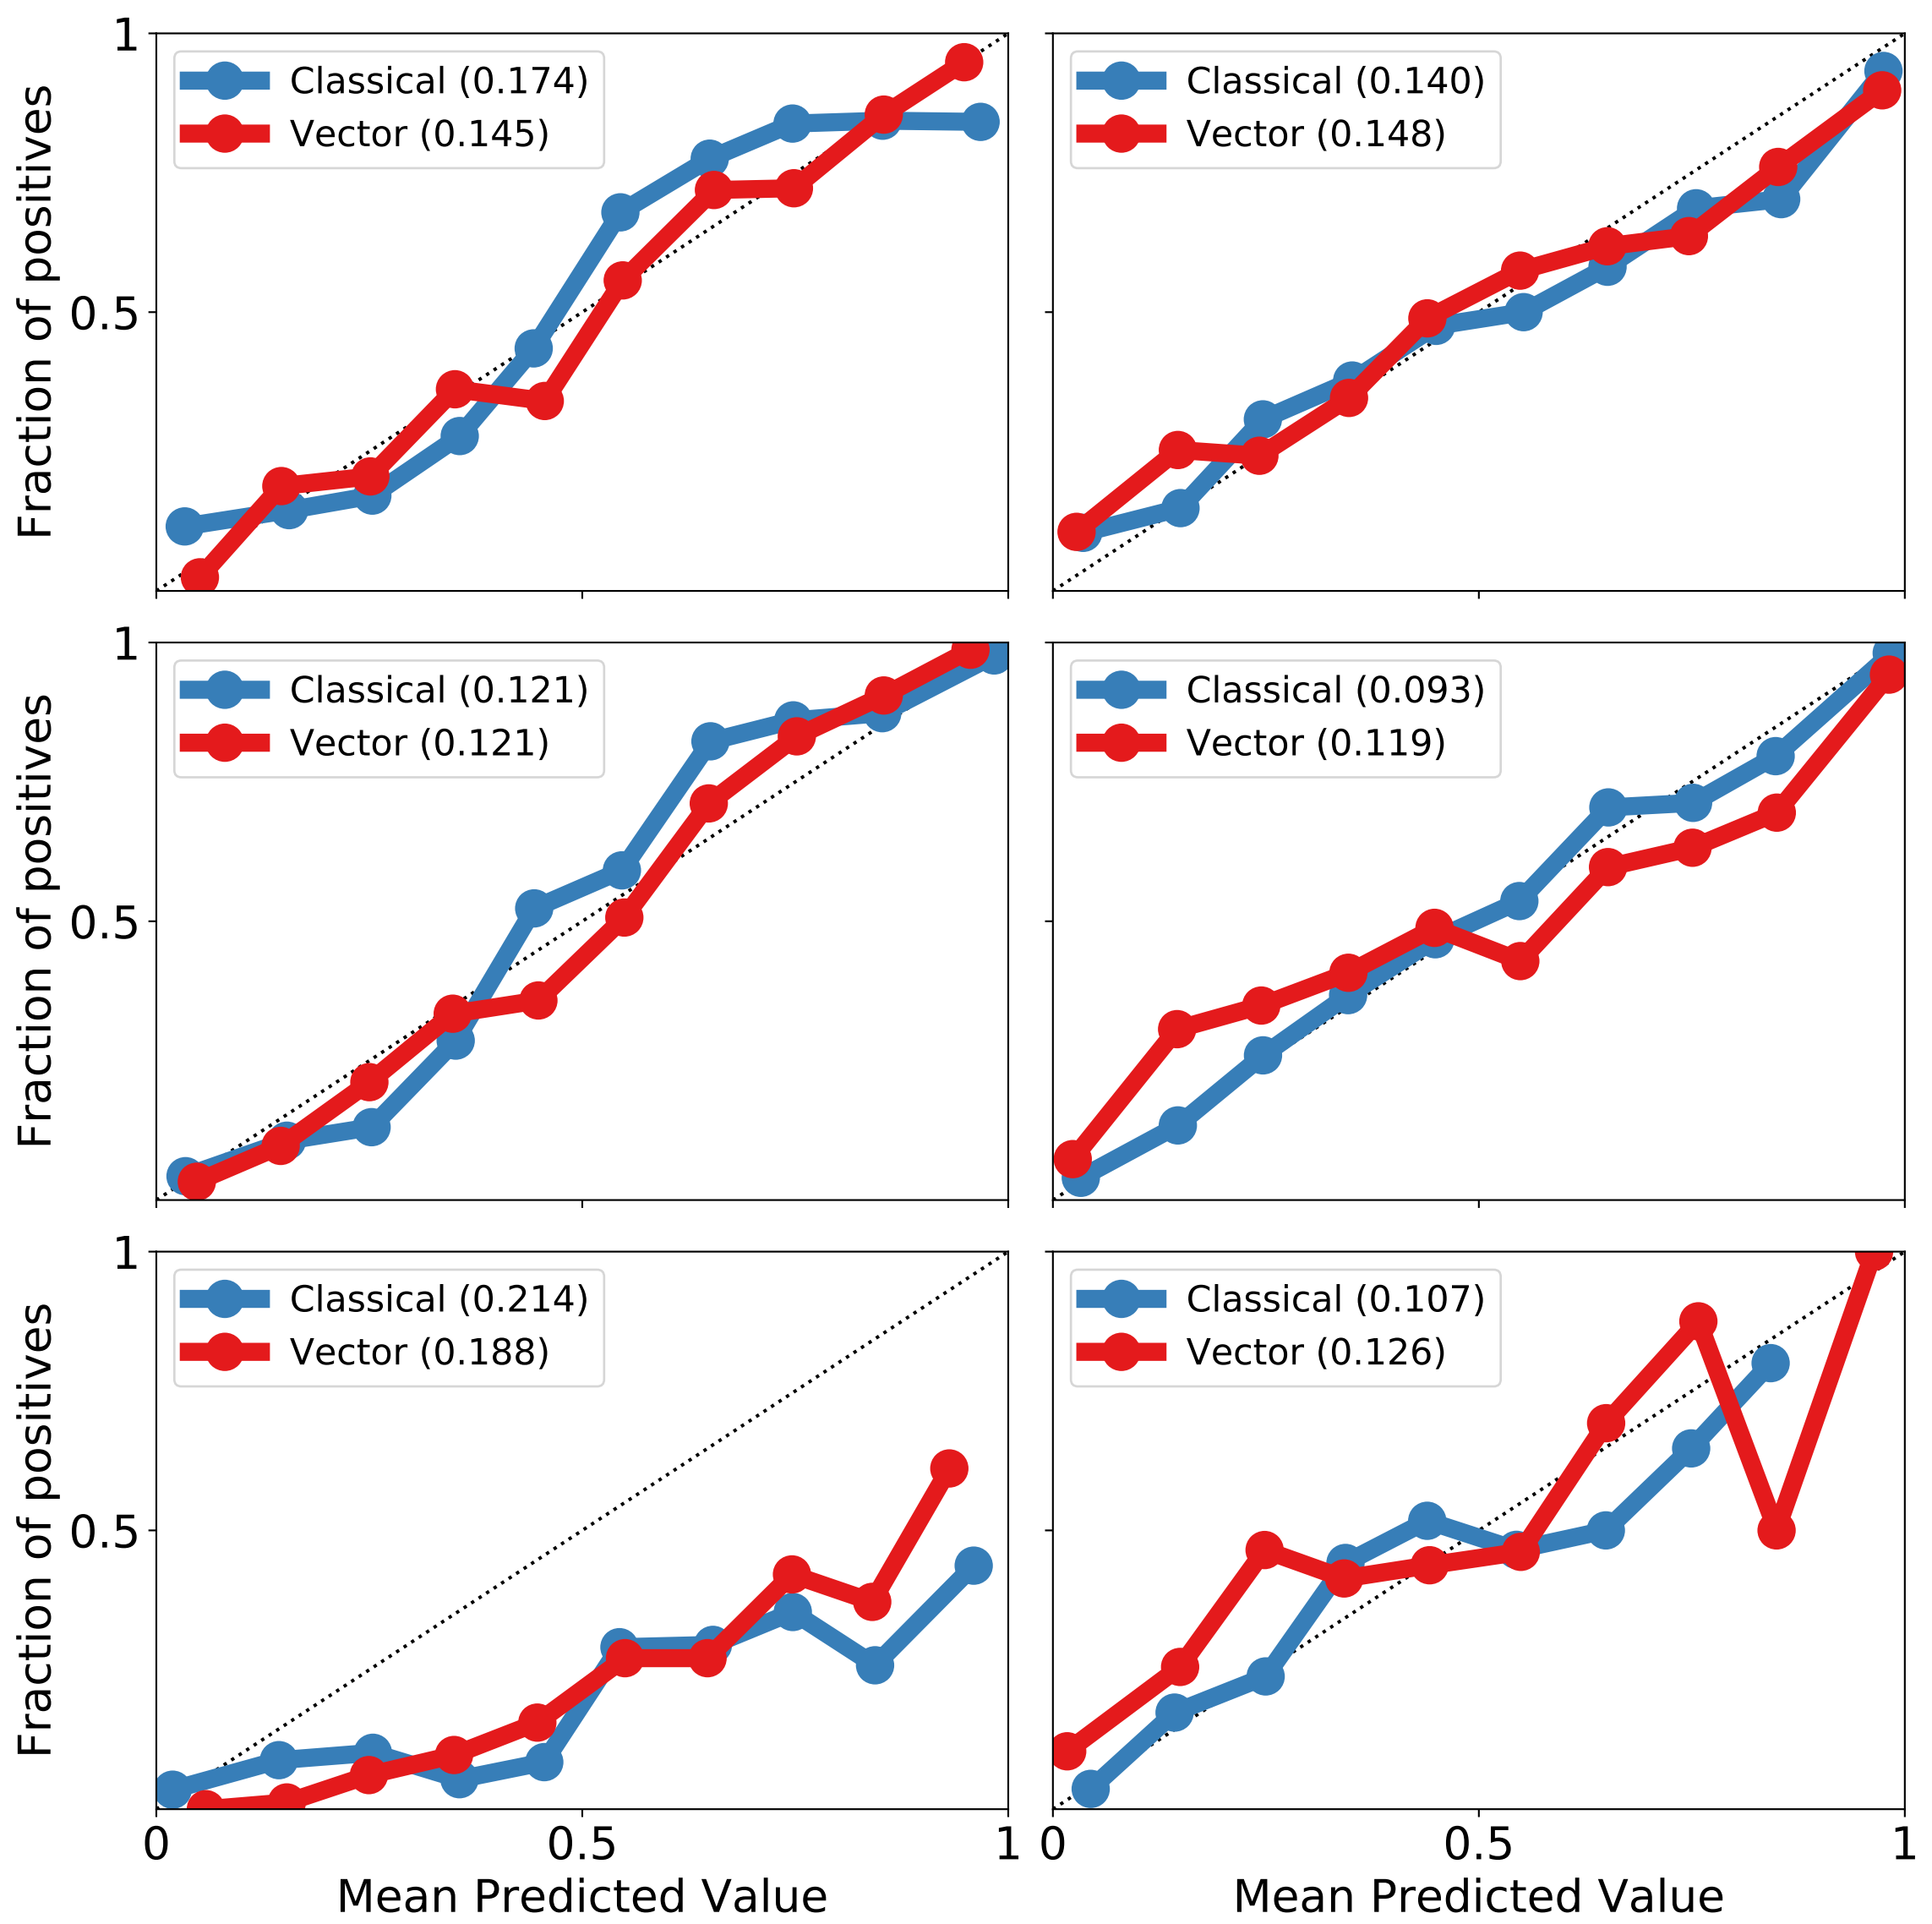 1
0.5
Fraction of positives
Classical (0.174)
Vector (0.145)
Classical (0.140)
Vector (0.148)
1
0.5
Fraction of positives
Classical (0.121)
Vector (0.121)
Classical (0.093)
Vector (0.119)
1
0.5
Fraction of positives
Classical (0.214)
Vector (0.188)
Classical (0.107)
Vector (0.126)
0 0.5 1
Mean Predicted Value
0 0.5 1
Mean Predicted Value